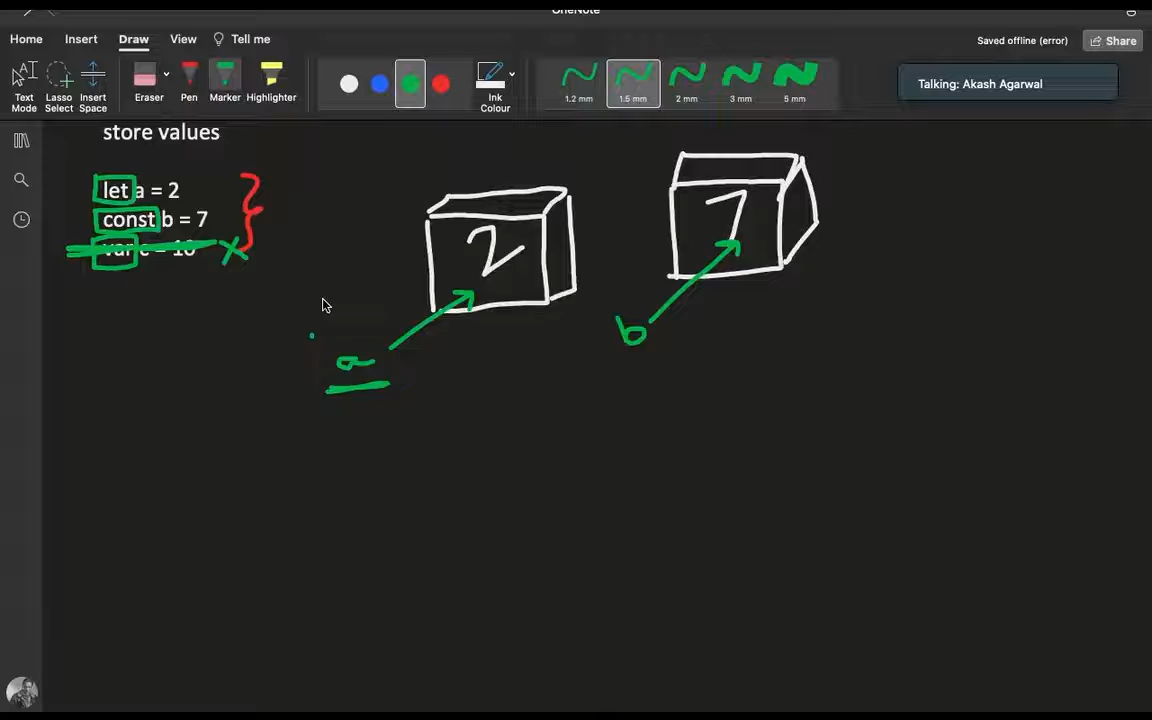 OneNote
Home Insert Draw View Tell me
Saved offline (error) Share
Text Mode
Lasso Select
Insert Space
Eraser
Pen
Marker
Highlighter
Ink Colour
1.2 mm
1.5 mm
2 mm
3 mm
5 mm
Talking: Akash Agarwal
store values
let a = 2
const b = 7
var c = 10
2
7
a
b